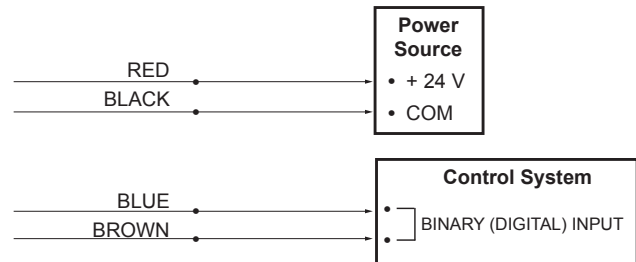 Power
Source
RED
• + 24 V
BLACK
• COM
Control System
BLUE
BINARY (DIGITAL) INPUT
BROWN